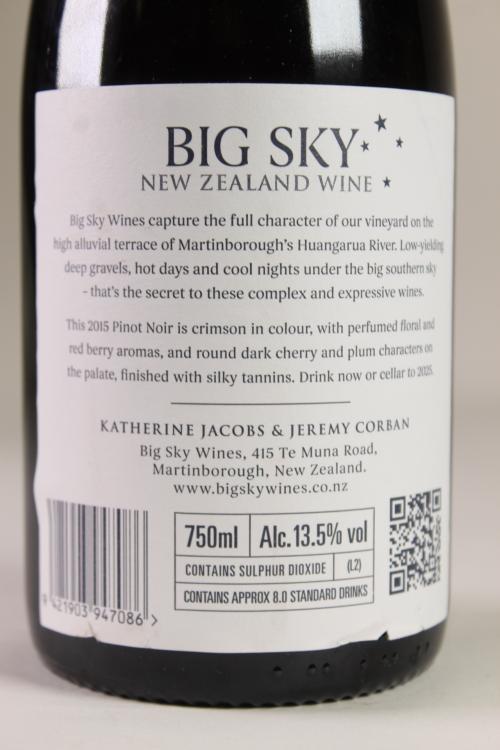 BIG SKY
NEW ZEALAND WINE
Big Sky Wines capture the full character of our vineyard on the
high alluvial terrace of Martinborough's Huangarua River. Low-yielding
deep gravels, hot days and cool nights under the big southern sky
- that's the secret to these complex and expressive wines.
This 2015 Pinot Noir is crimson in colour, with perfumed floral and
red berry aromas, and round dark cherry and plum characters on
the palate, finished with silky tannins. Drink now or cellar to 2025.
KATHERINE JACOBS & JEREMY CORBAN
Big Sky Wines, 415 Te Muna Road,
Martinborough, New Zealand.
www.bigskywines.co.nz
750ml Alc.13.5% vol
CONTAINS SULPHUR DIOXIDE (L2)
CONTAINS APPROX 8.0 STANDARD DRINKS
9 421903 947086 >